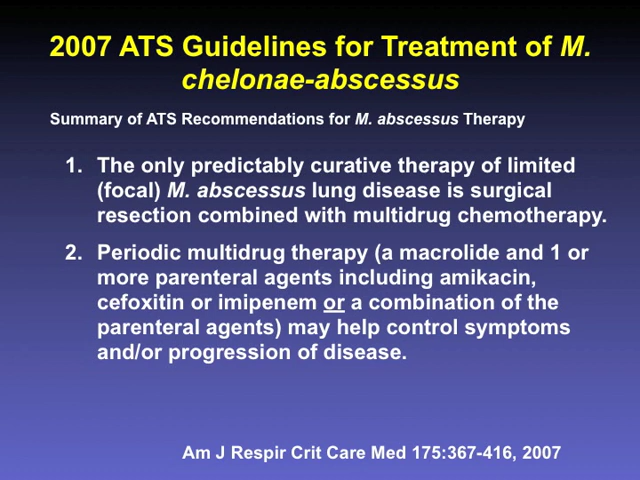 2007 ATS Guidelines for Treatment of M.
chelonae-abscessus
Summary of ATS Recommendations for M. abscessus Therapy
1. The only predictably curative therapy of limited
(focal) M. abscessus lung disease is surgical
resection combined with multidrug chemotherapy.
2. Periodic multidrug therapy (a macrolide and 1 or
more parenteral agents including amikacin,
cefoxitin or imipenem or a combination of the
parenteral agents) may help control symptoms
and/or progression of disease.
Am J Respir Crit Care Med 175:367-416, 2007